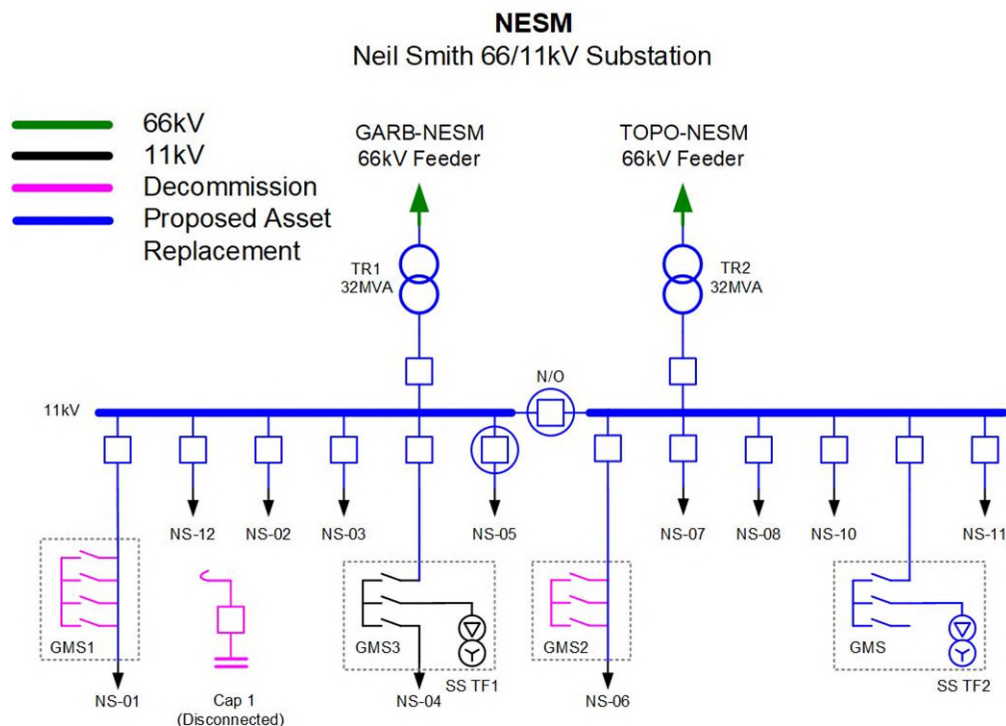 NESM
Neil Smith 66/11kV Substation
66kV
11kV
Decommission
Proposed Asset
Replacement
GARB-NESM
66kV Feeder
TOPO-NESM
66kV Feeder
TR1
32MVA
TR2
32MVA
N/O
11kV
NS-12
NS-02
NS-03
NS-05
NS-07
NS-08
NS-10
NS-11
GMS1
GMS3
GMS2
GMS
SS TF1
SS TF2
NS-01
Cap 1
(Disconnected)
NS-04
NS-06